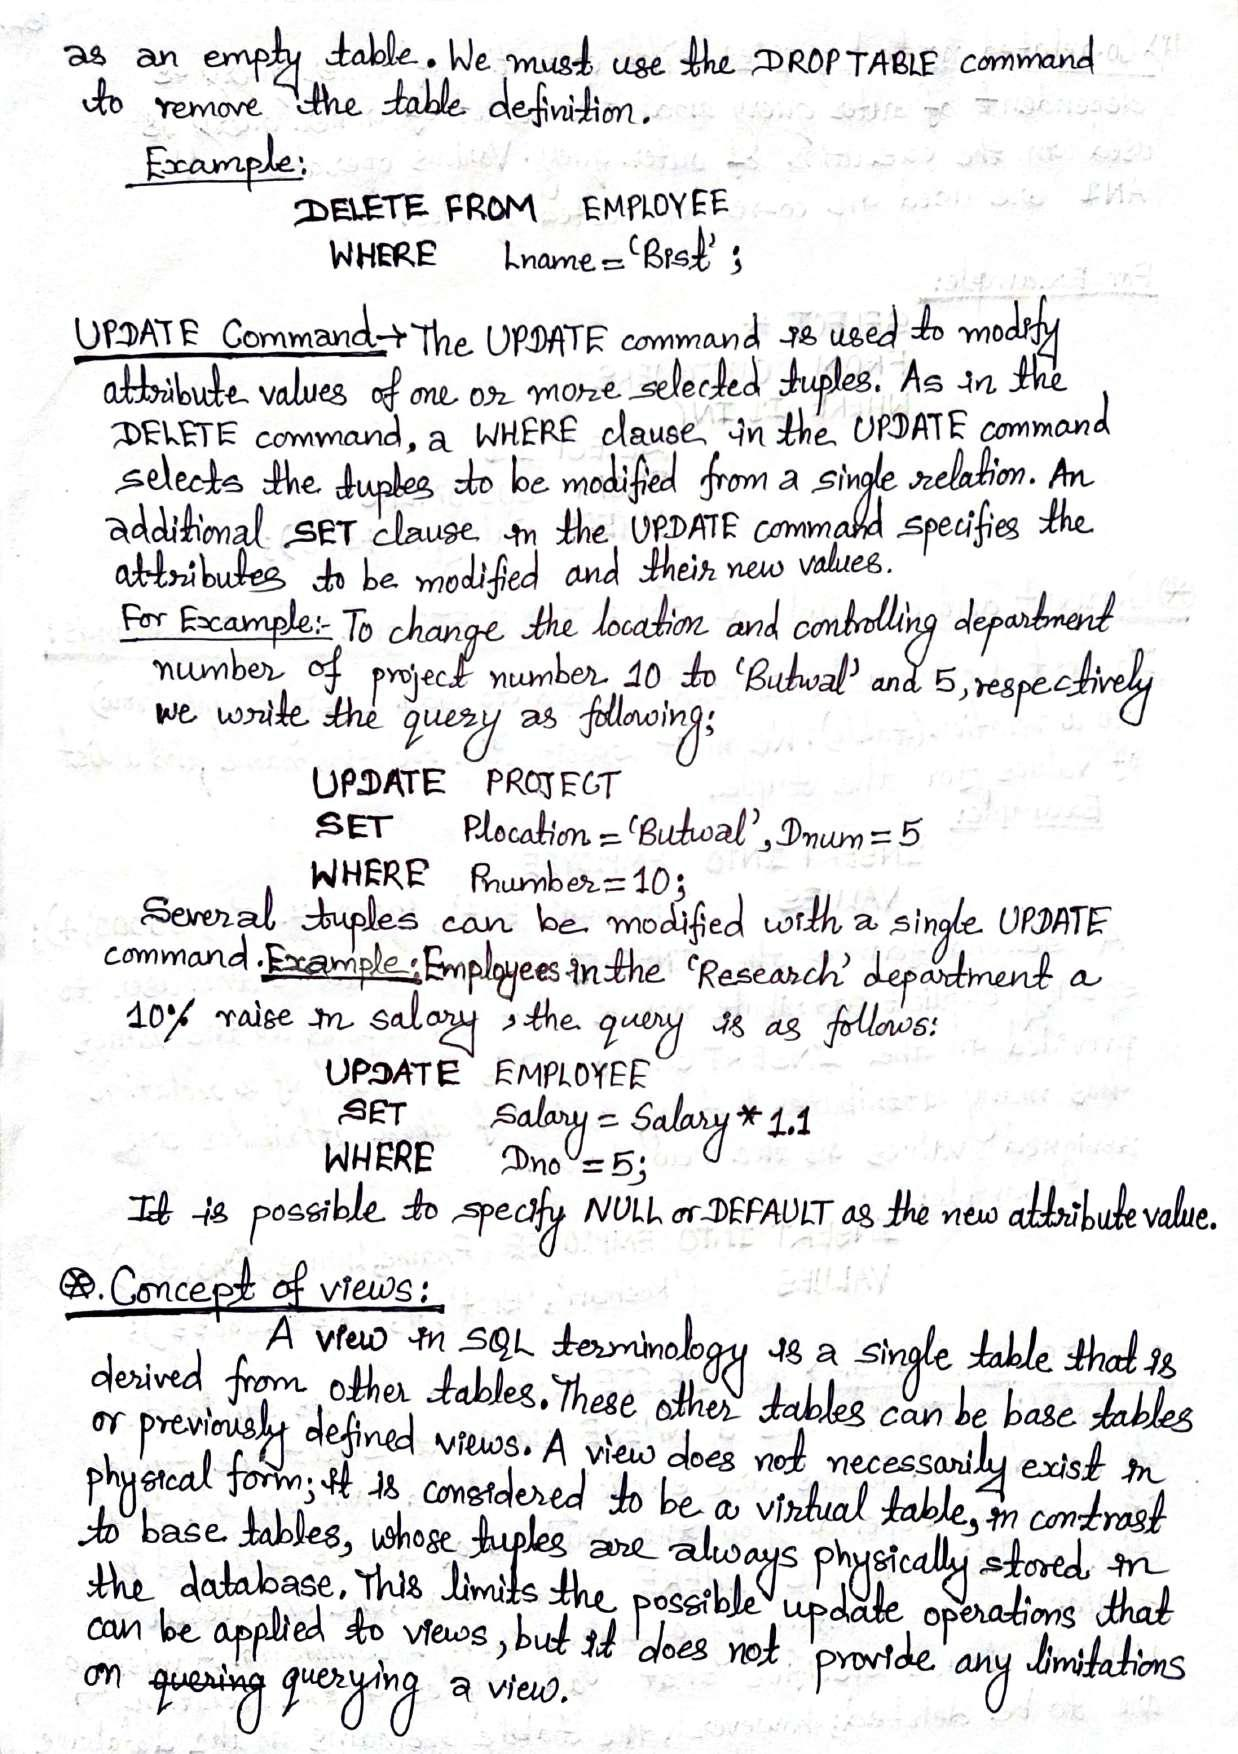 as an empty table. We must use the DROP TABLE command
to remove the table definition.
Example:
DELETE FROM EMPLOYEE
WHERE Lname = 'Bist' ;
UPDATE Command → The UPDATE command is used to modify
attribute values of one or more selected tuples. As in the
DELETE command, a WHERE clause in the UPDATE command
selects the tuples to be modified from a single relation. An
additional SET clause in the UPDATE command specifies the
attributes to be modified and their new values.
For Example:- To change the location and controlling department
number of project number 10 to 'Butwal' and 5, respectively
we write the query as following;
UPDATE PROJECT
SET Plocation = 'Butwal', Dnum = 5
WHERE Pnumber = 10;
Several tuples can be modified with a single UPDATE
command. Example: Employees in the 'Research' department a
10% raise in salary, the query is as follows:
UPDATE EMPLOYEE
SET Salary = Salary * 1.1
WHERE Dno = 5;
It is possible to specify NULL or DEFAULT as the new attribute value.
⊛. Concept of views:
A view in SQL terminology is a single table that is
derived from other tables. These other tables can be base tables
or previously defined views. A view does not necessarily exist in
physical form; it is considered to be a virtual table, in contrast
to base tables, whose tuples are always physically stored in
the database. This limits the possible update operations that
can be applied to views, but it does not provide any limitations
on quering querying a view.